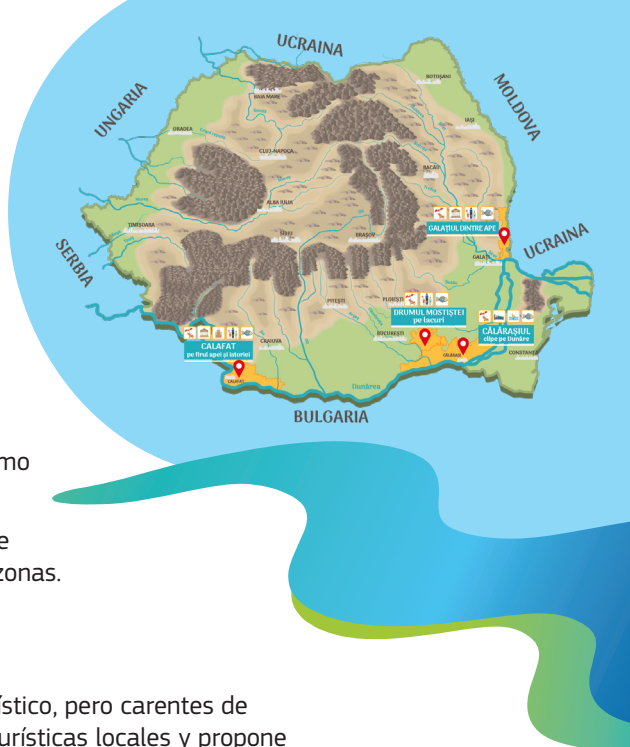 UCRAINA
UNGARIA
MOLDOVA
BOTOȘANI
BAIA MARE
ORADEA
IAȘI
CLUJ-NAPOCA
BACĂU
ALBA IULIA
TIMIȘOARA
SIBIU
BRAȘOV
GALAȚIUL DINTRE APE
UCRAINA
SERBIA
GALAȚI
PITEȘTI
PLOIEȘTI
DRUMUL MOSTIȘTEI
pe lacuri
CĂLĂRAȘIUL
clipe pe Dunăre
BUCUREȘTI
CRAIOVA
CALAFAT
pe firul apei și istoriei
CĂLĂRAȘI
CONSTANȚA
CALAFAT
Dunărea
BULGARIA
mo
e
zonas.
ístico, pero carentes de
urísticas locales y propone